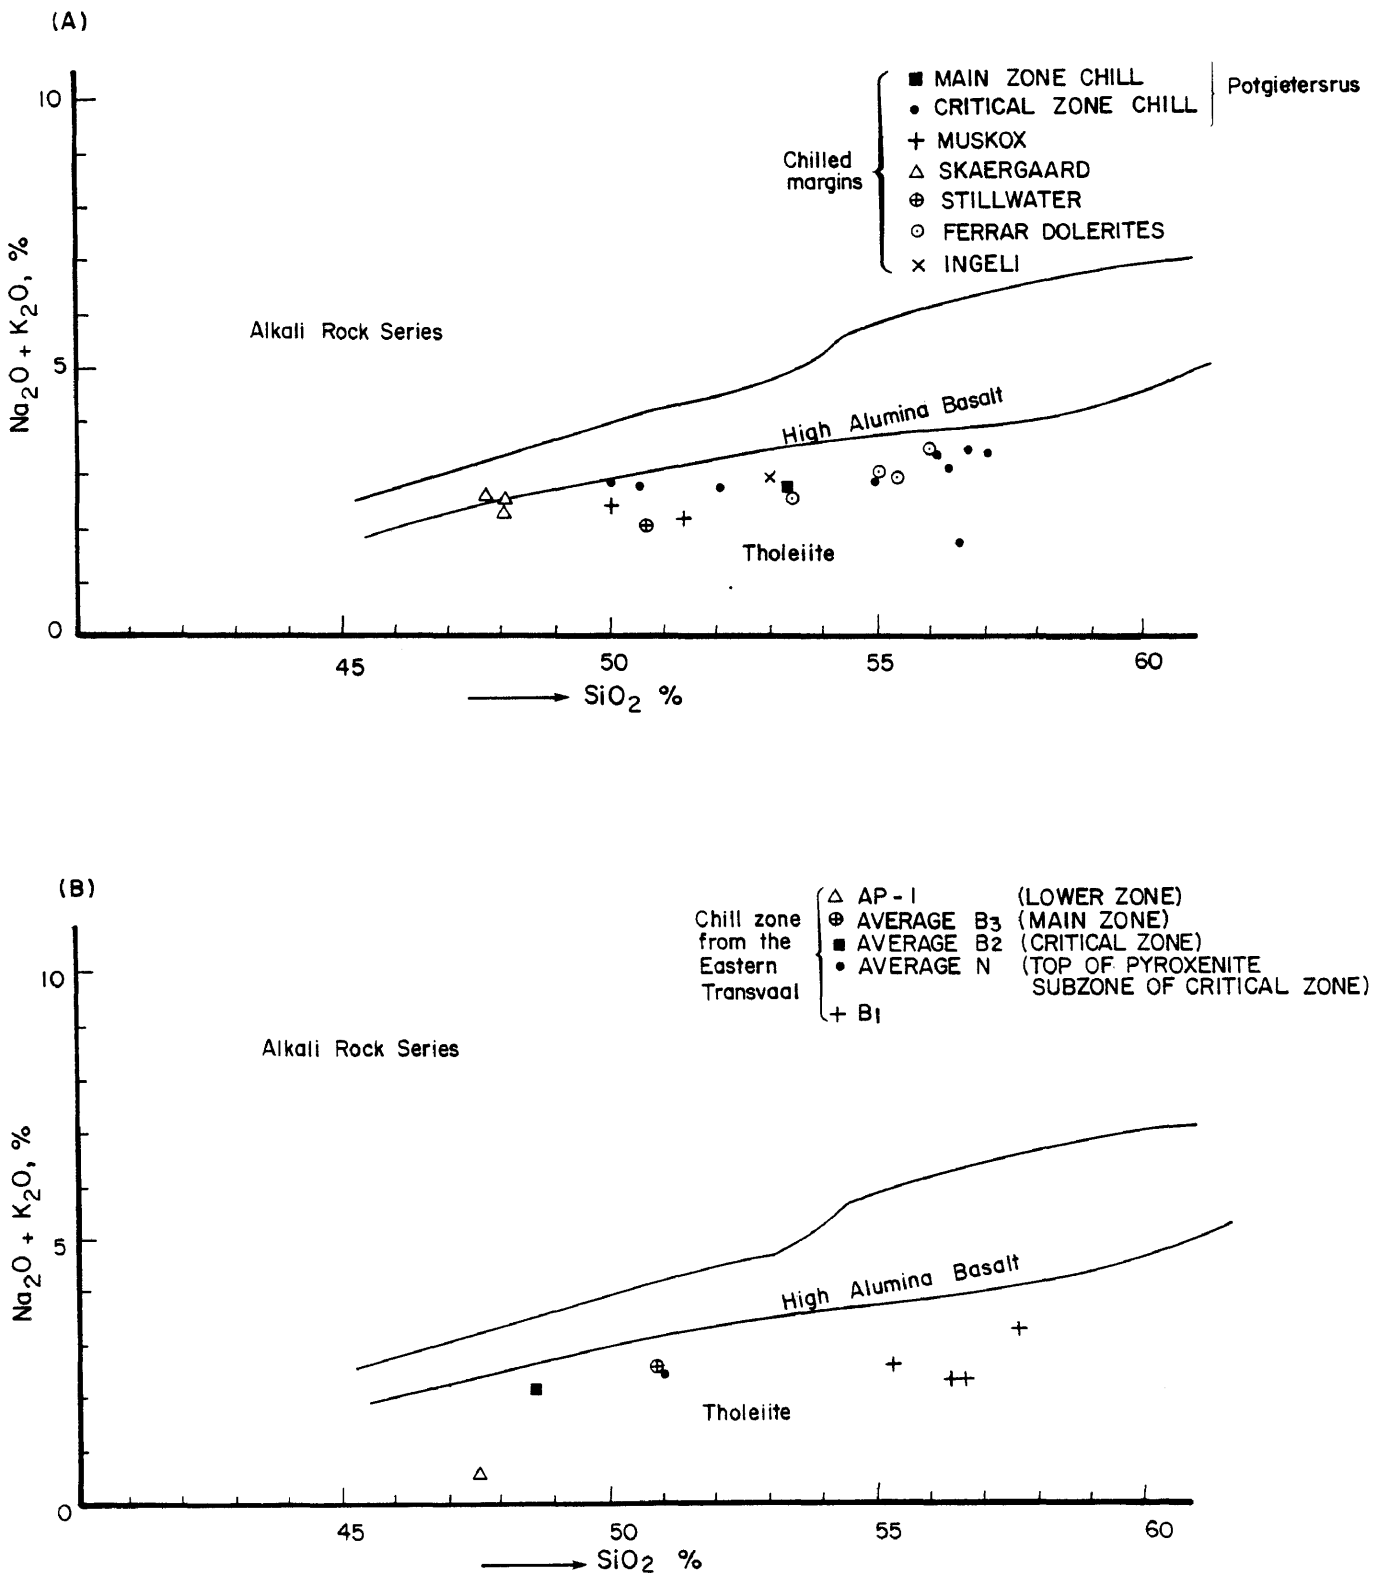 (A)
10
5
0
Na2O + K2O, %
Chilled
margins
■ MAIN ZONE CHILL
• CRITICAL ZONE CHILL
Potgietersrus
+ MUSKOX
△ SKAERGAARD
⊕ STILLWATER
⊙ FERRAR DOLERITES
× INGELI
Alkali Rock Series
High Alumina Basalt
Tholeiite
45 50 55 60
SiO2 %
(B)
10
5
0
Na2O + K2O, %
Chill zone
from the
Eastern
Transvaal
△ AP-1 (LOWER ZONE)
⊕ AVERAGE B3 (MAIN ZONE)
■ AVERAGE B2 (CRITICAL ZONE)
• AVERAGE N (TOP OF PYROXENITE
SUBZONE OF CRITICAL ZONE)
+ B1
Alkali Rock Series
High Alumina Basalt
Tholeiite
45 50 55 60
SiO2 %